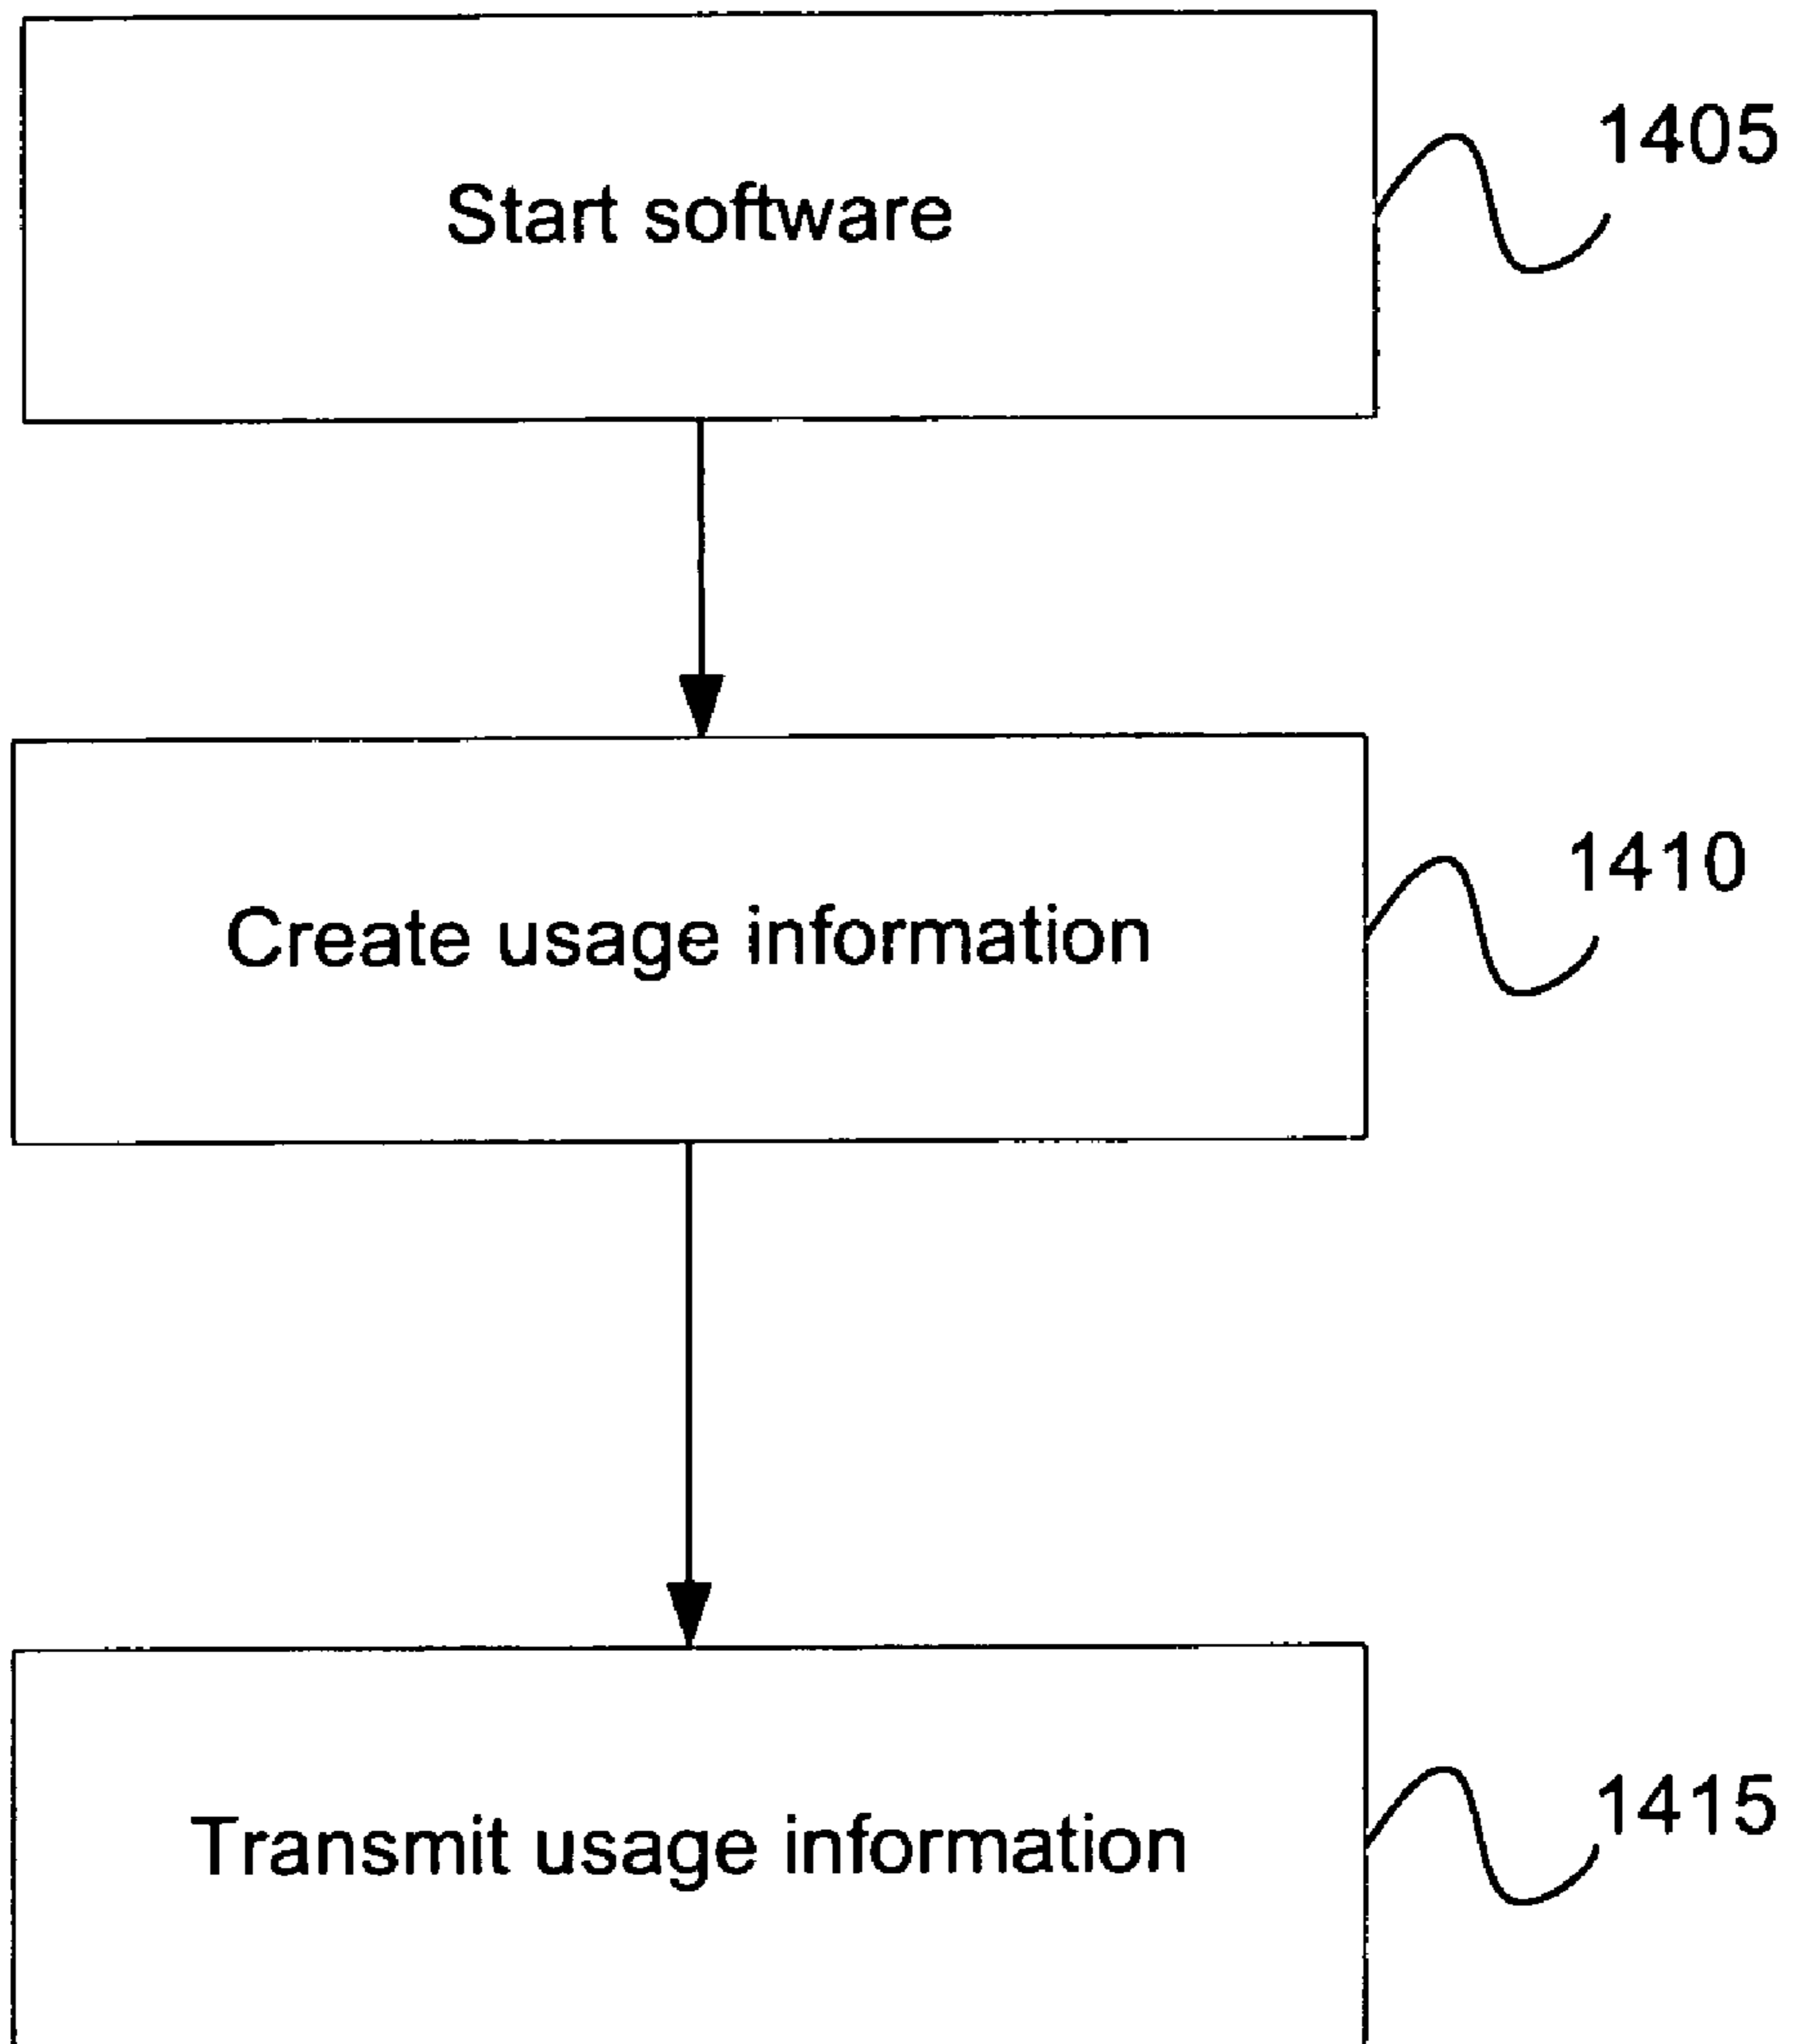 Start software
1405
Create usage information
1410
Transmit usage information
1415